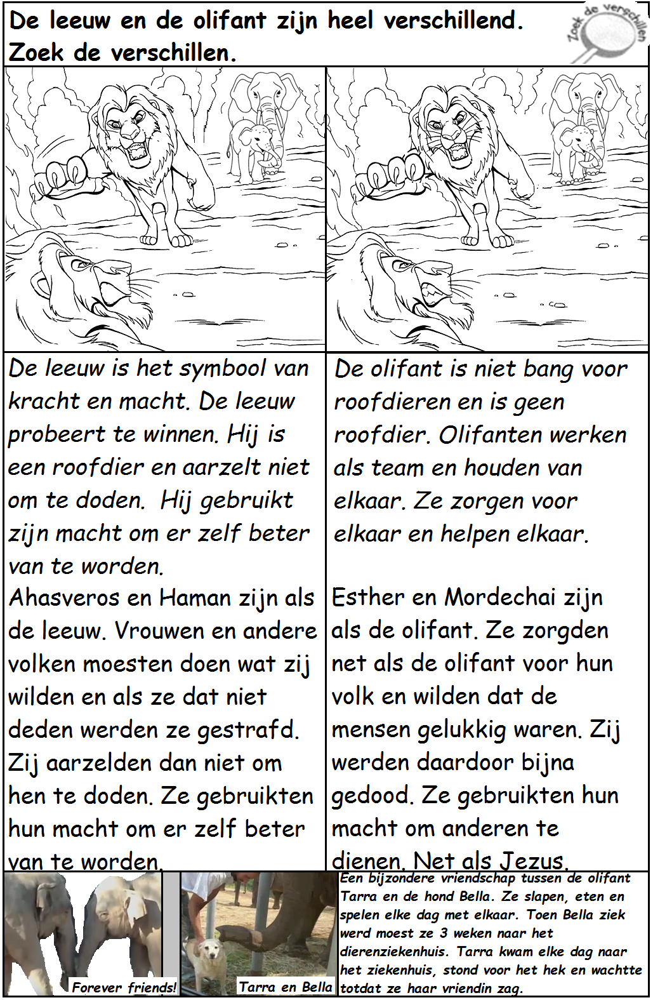 De leeuw en de olifant zijn heel verschillend.
Zoek de verschillen.
Zoek de verschillen
De leeuw is het symbool van
kracht en macht. De leeuw
probeert te winnen. Hij is
een roofdier en aarzelt niet
om te doden.  Hij gebruikt
zijn macht om er zelf beter
van te worden.
Ahasveros en Haman zijn als
de leeuw. Vrouwen en andere
volken moesten doen wat zij
wilden en als ze dat niet
deden werden ze gestrafd.
Zij aarzelden dan niet om
hen te doden. Ze gebruikten
hun macht om er zelf beter
van te worden.
De olifant is niet bang voor
roofdieren en is geen
roofdier. Olifanten werken
als team en houden van
elkaar. Ze zorgen voor
elkaar en helpen elkaar.
Esther en Mordechai zijn
als de olifant. Ze zorgden
net als de olifant voor hun
volk en wilden dat de
mensen gelukkig waren. Zij
werden daardoor bijna
gedood. Ze gebruikten hun
macht om anderen te
dienen. Net als Jezus.
Forever friends!
Tarra en Bella
Een bijzondere vriendschap tussen de olifant
Tarra en de hond Bella. Ze slapen, eten en
spelen elke dag met elkaar. Toen Bella ziek
werd moest ze 3 weken naar het
dierenziekenhuis. Tarra kwam elke dag naar
het ziekenhuis, stond voor het hek en wachtte
totdat ze haar vriendin zag.